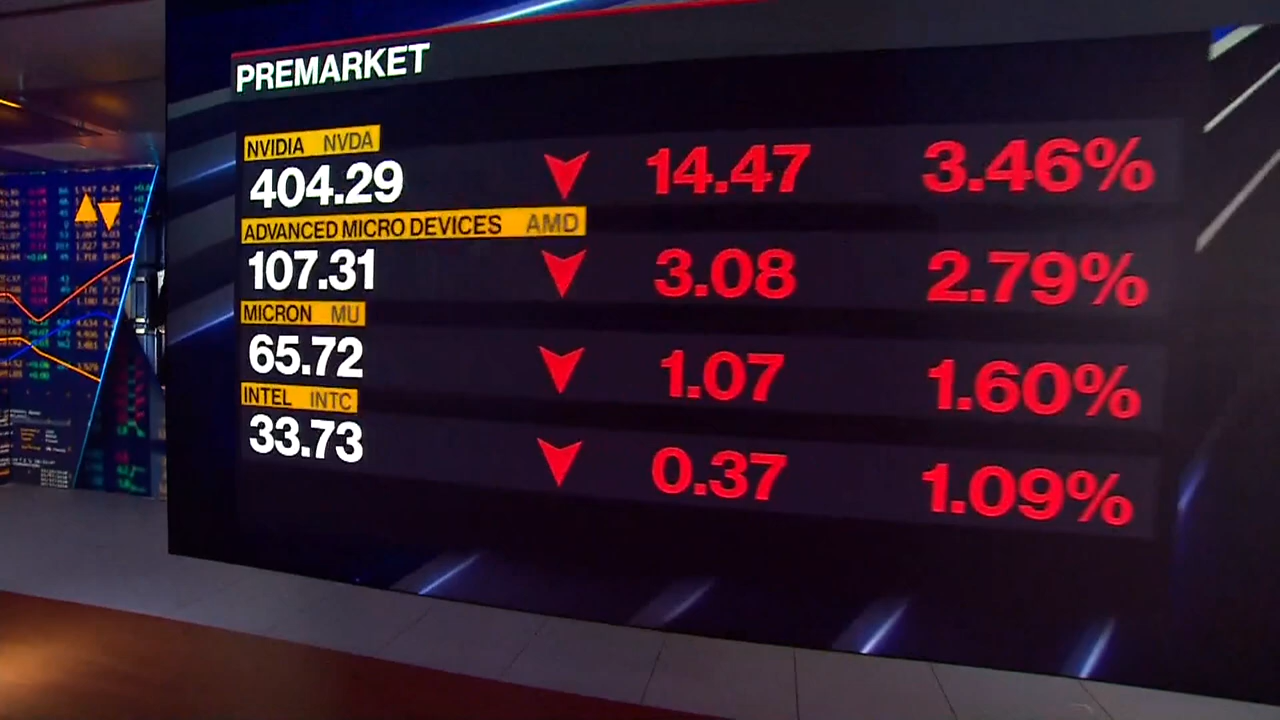 PREMARKET
NVIDIA NVDA
404.29 14.47 3.46%
ADVANCED MICRO DEVICES AMD
107.31 3.08 2.79%
MICRON MU
65.72 1.07 1.60%
INTEL INTC
33.73 0.37 1.09%